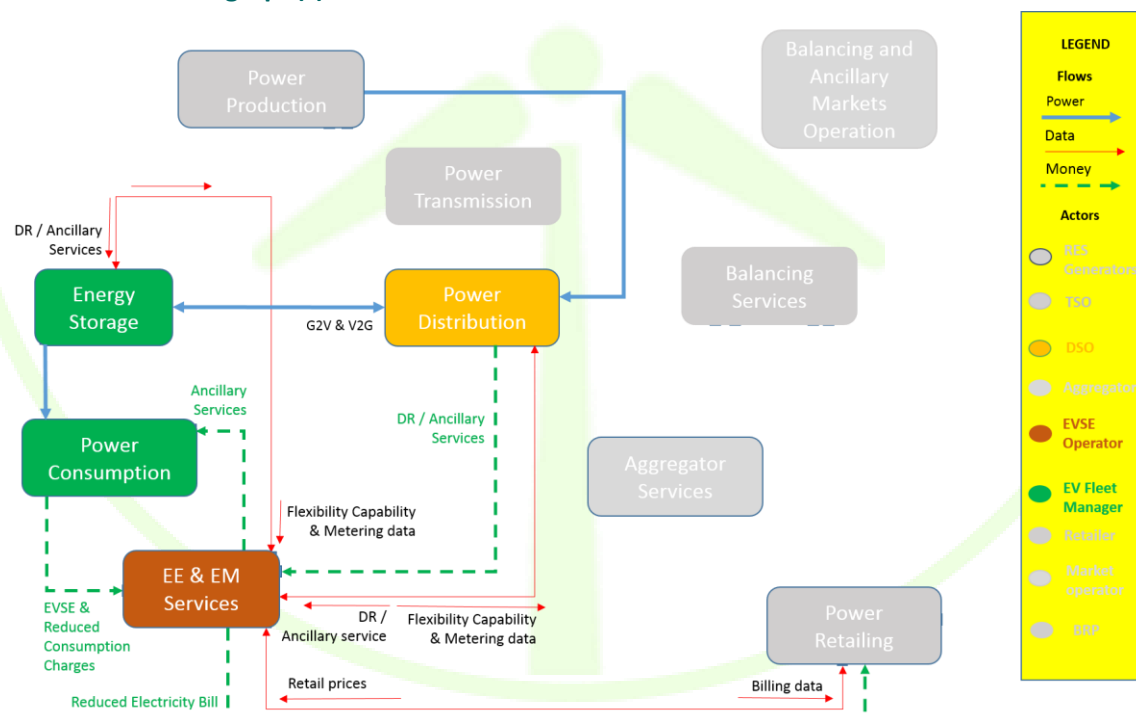 Power
Production
Balancing and
Ancillary
Markets
Operation
Power
Transmission
DR / Ancillary
Services
Energy
Storage
Power
Distribution
G2V & V2G
Balancing
Services
Ancillary
Services
DR / Ancillary
Services
Power
Consumption
Aggregator
Services
Flexibility Capability
& Metering data
EE & EM
Services
EVSE &
Reduced
Consumption
Charges
DR /
Ancillary service
Flexibility Capability
& Metering data
Power
Retailing
Reduced Electricity Bill
Retail prices
Billing data
LEGEND
Flows
Power
Data
Money
Actors
RES
Generators
TSO
DSO
Aggregator
EVSE
Operator
EV Fleet
Manager
Retailer
Market
operator
BRP